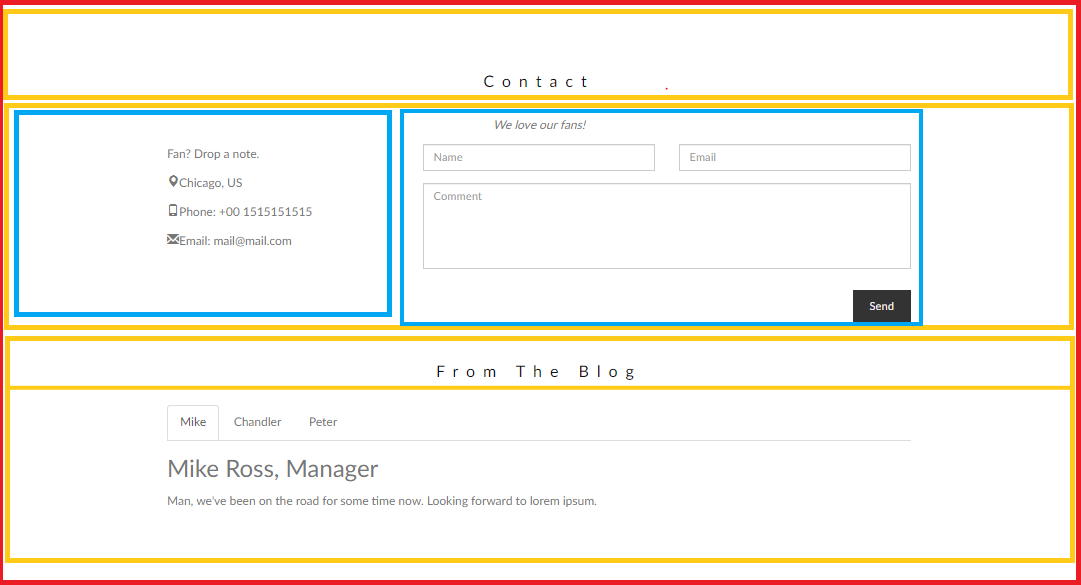 Contact
We love our fans!
Fan? Drop a note.
Name
Email
Chicago, US
Comment
Phone: +00 1515151515
Email: mail@mail.com
Send
From The Blog
Mike Chandler Peter
Mike Ross, Manager
Man, we've been on the road for some time now. Looking forward to lorem ipsum.